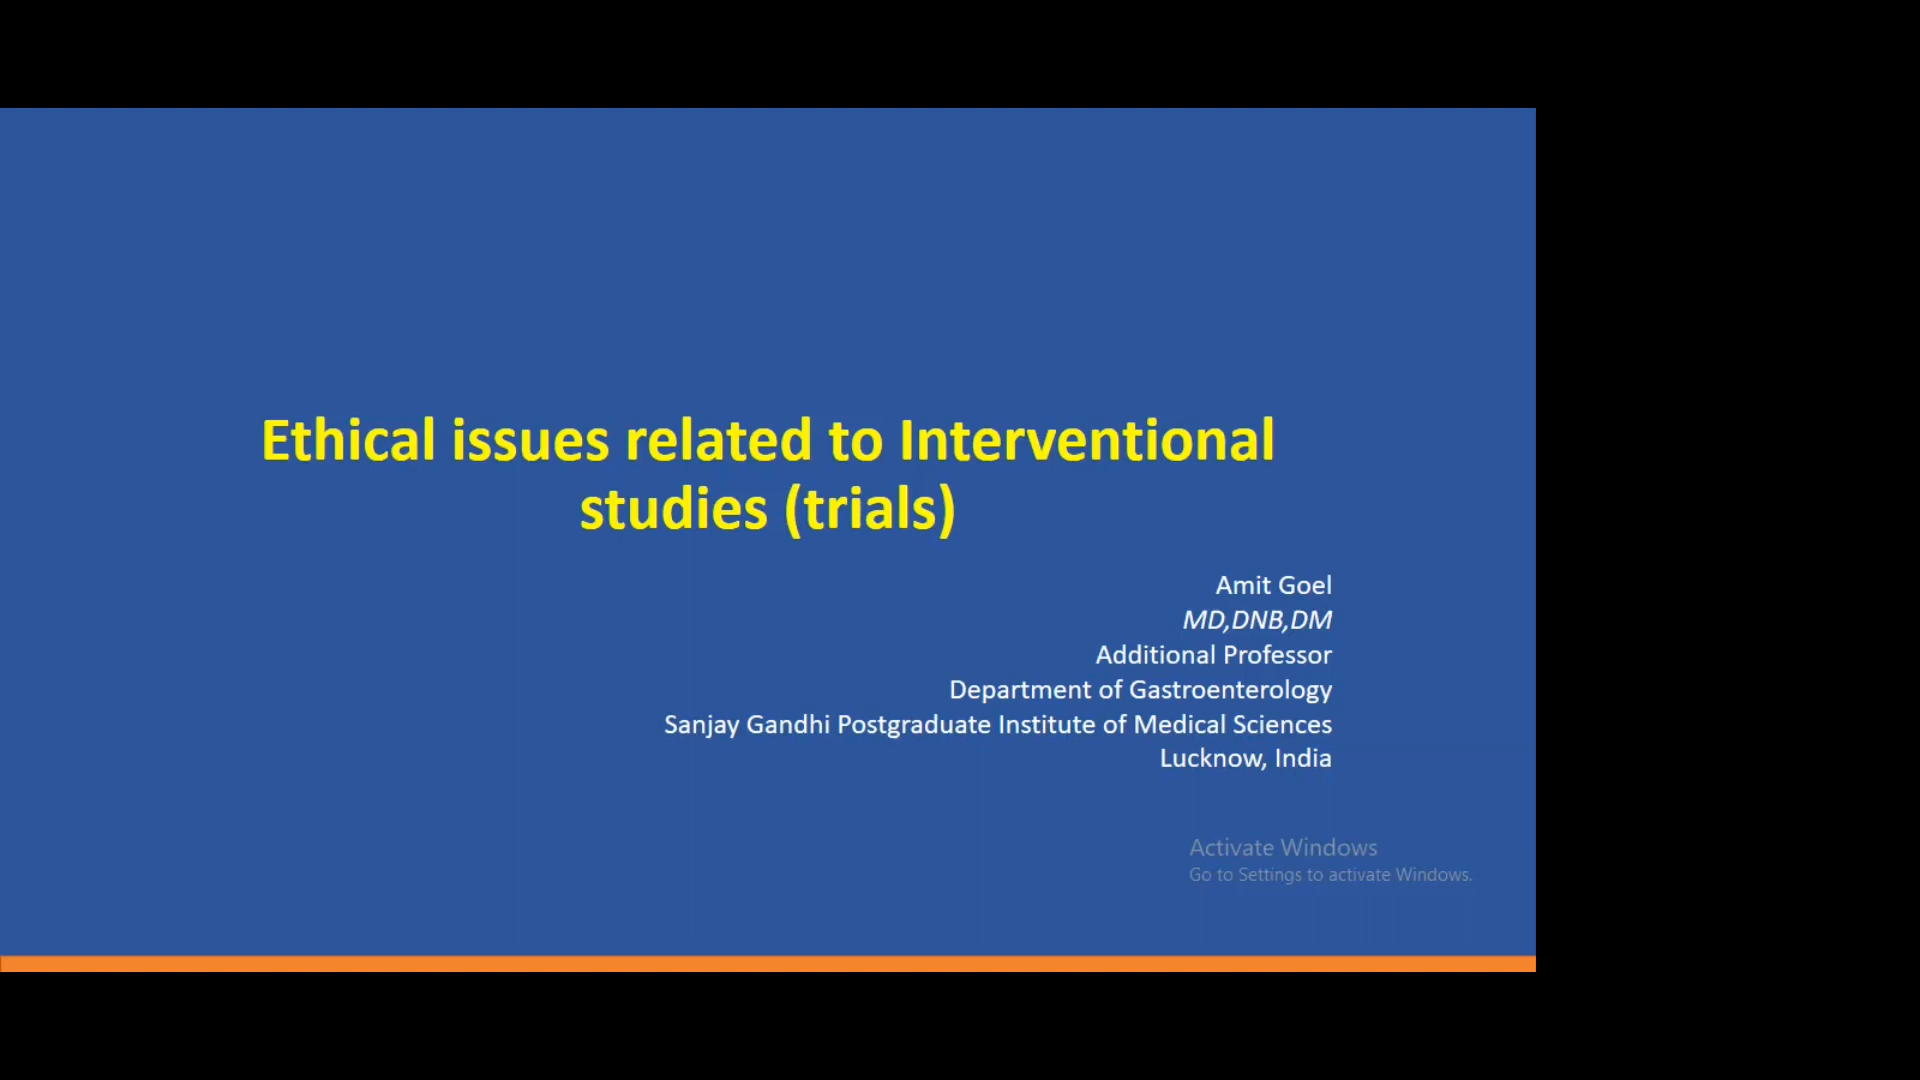 Ethical issues related to Interventional
studies (trials)
Amit Goel
MD,DNB,DM
Additional Professor
Department of Gastroenterology
Sanjay Gandhi Postgraduate Institute of Medical Sciences
Lucknow, India
Activate Windows
Go to Settings to activate Windows.